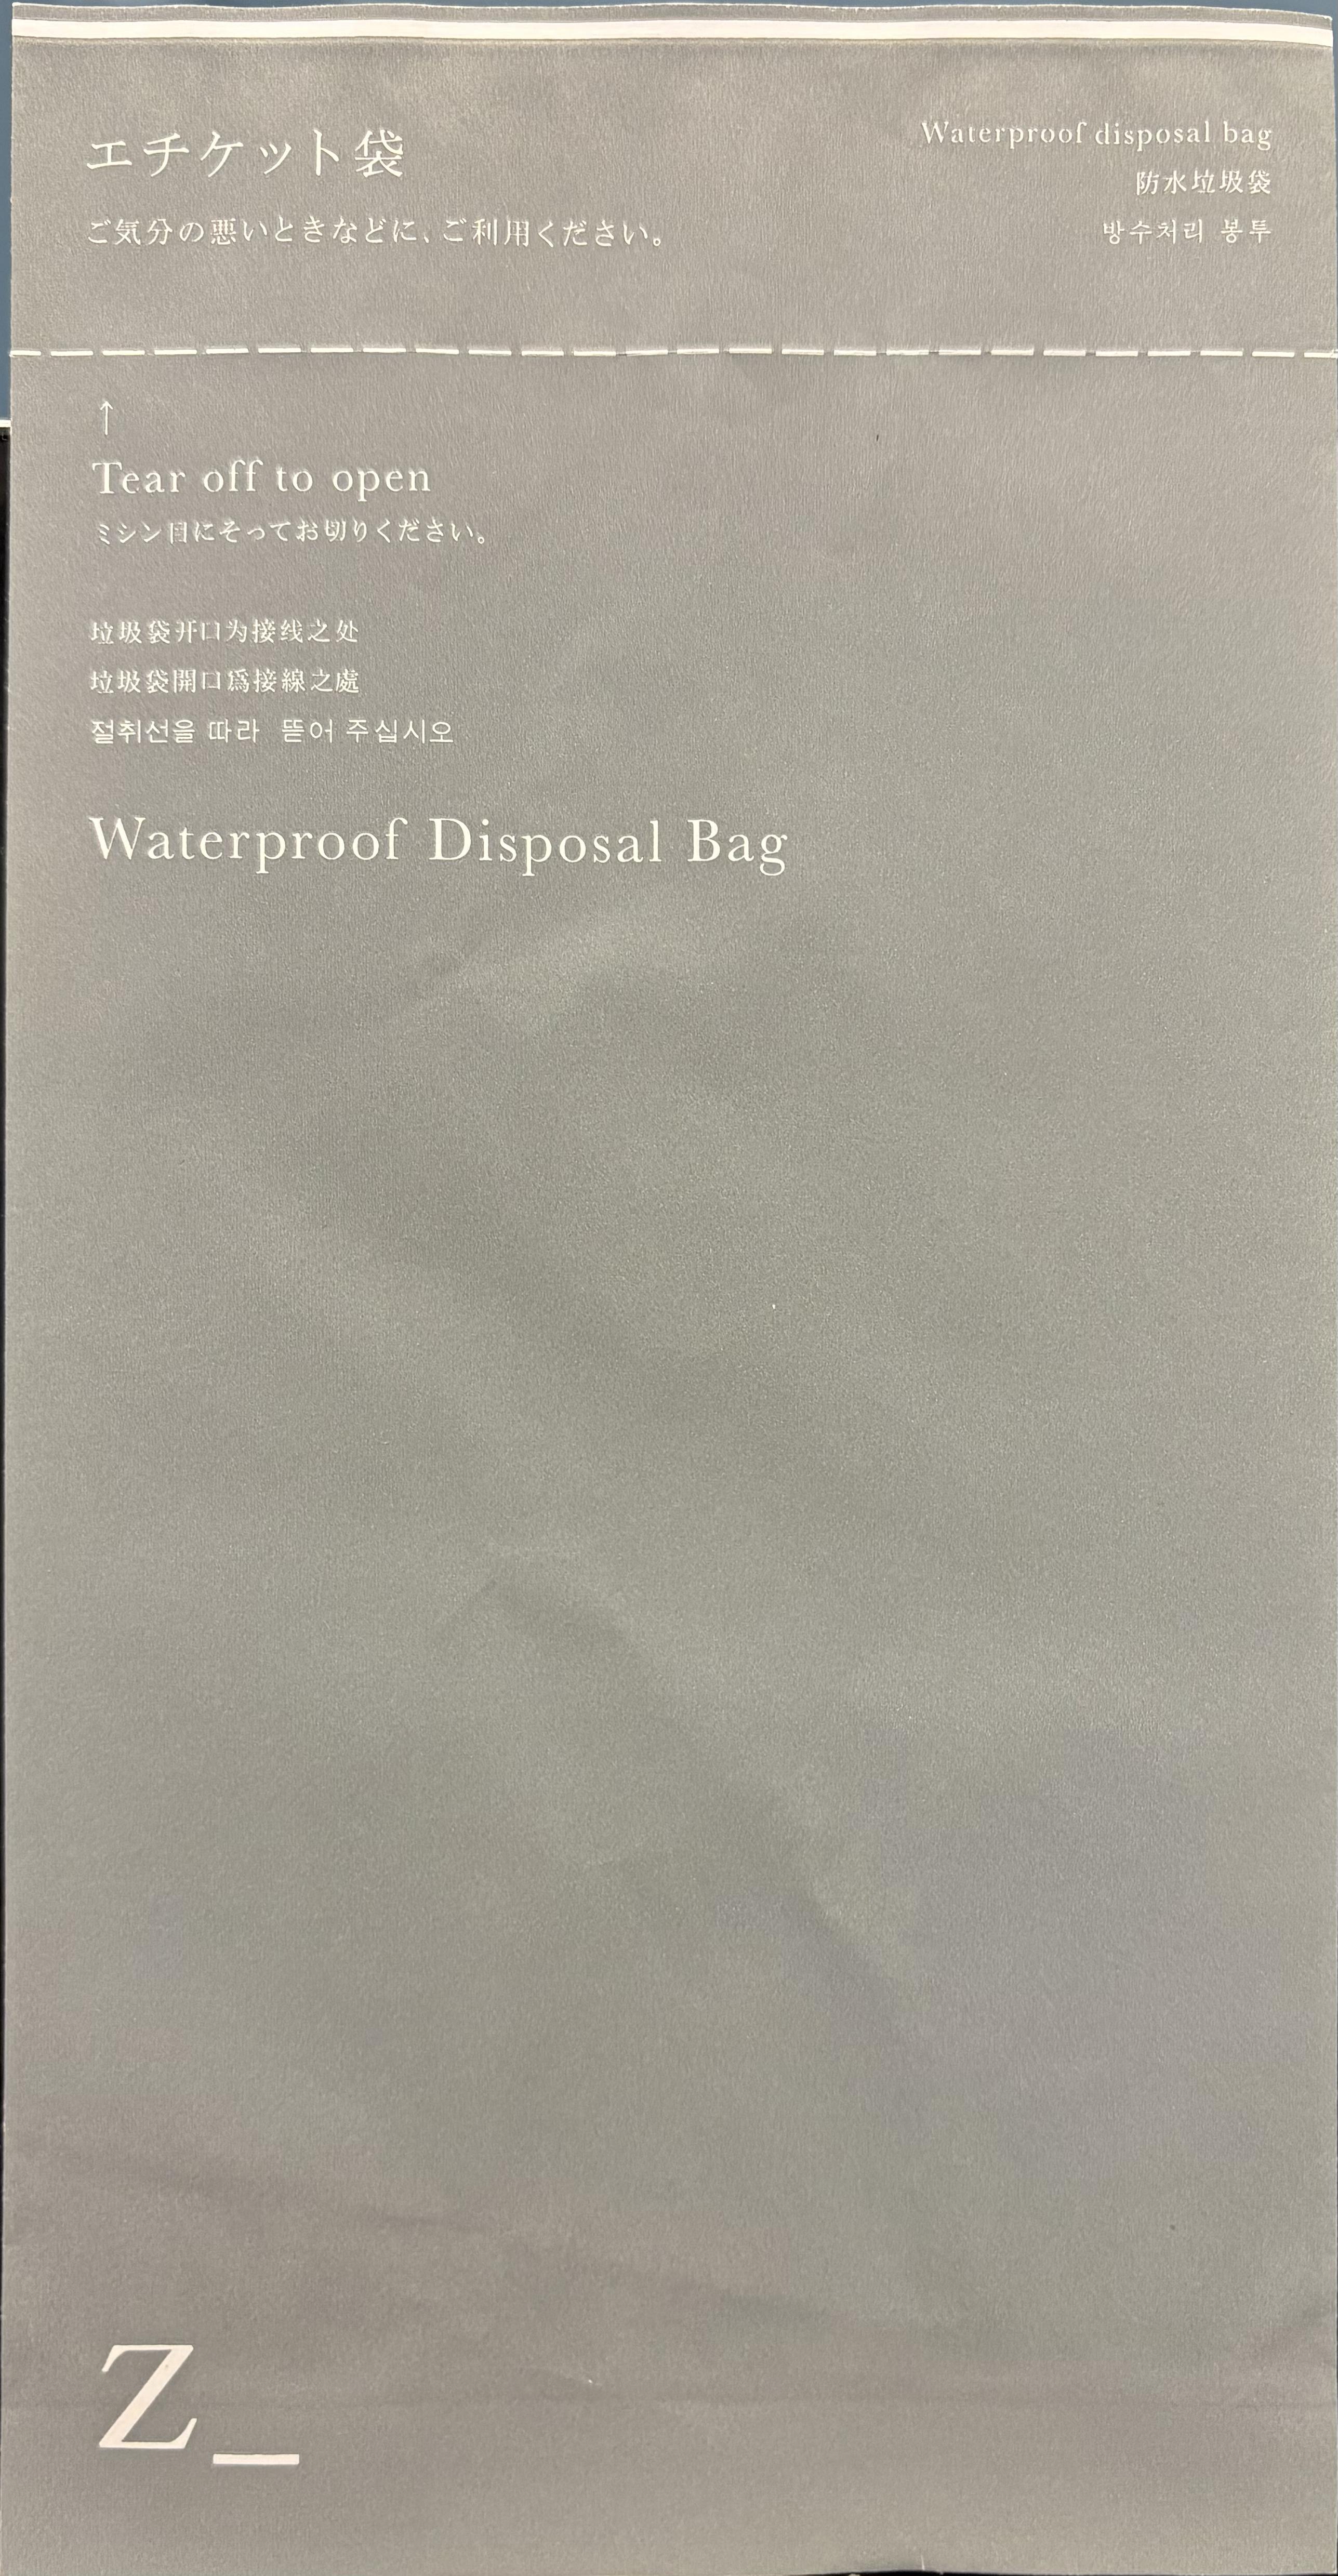 エチケット袋
ご気分の悪いときなどに、ご利用ください。
Waterproof disposal bag
防水垃圾袋
방수처리 봉투
↑
Tear off to open
ミシン目にそってお切りください。
垃圾袋开口为接线之处
垃圾袋開口爲接線之處
절취선을 따라 뜯어 주십시오
Waterproof Disposal Bag
Z_